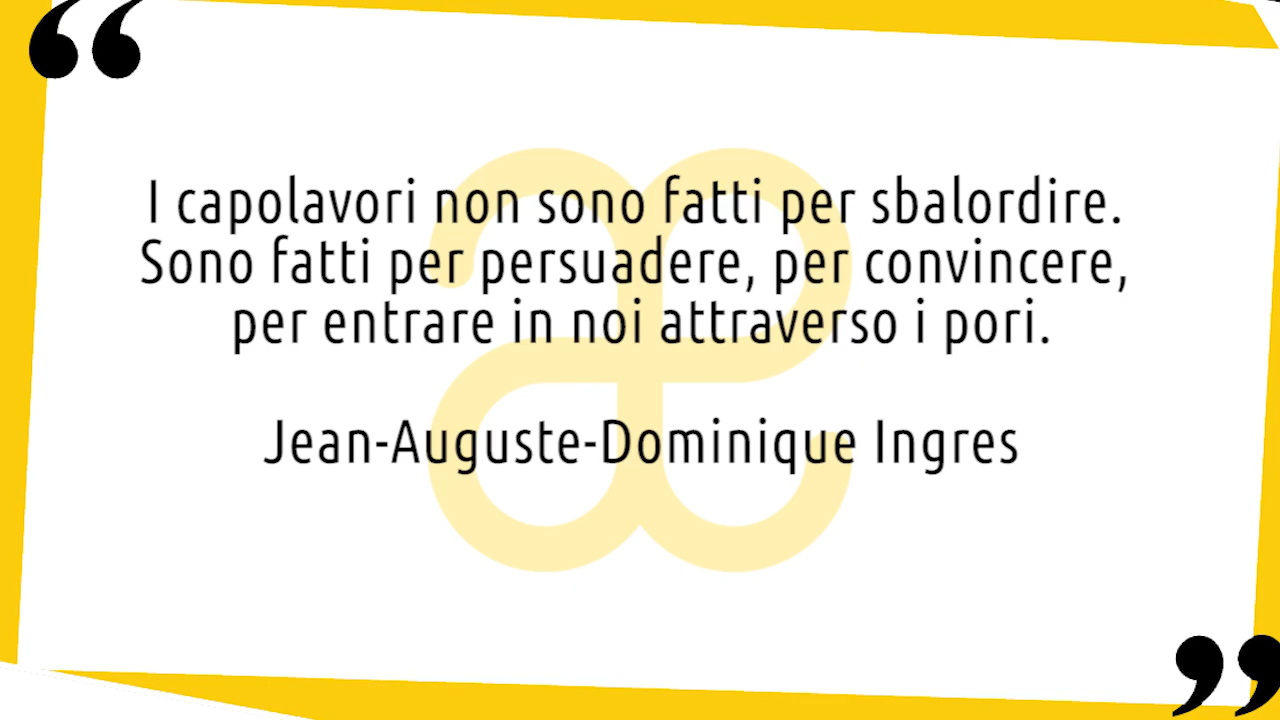 I capolavori non sono fatti per sbalordire.
Sono fatti per persuadere, per convincere,
per entrare in noi attraverso i pori.
Jean-Auguste-Dominique Ingres